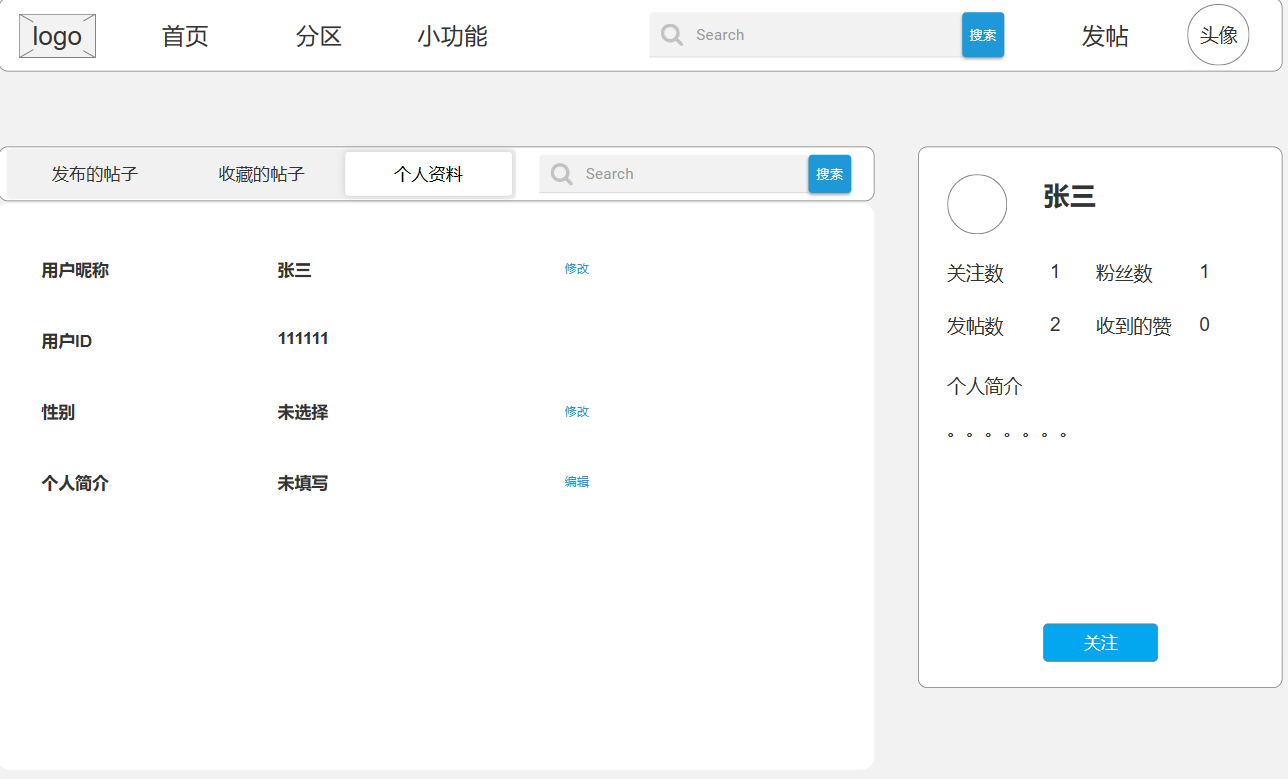 logo 首页 分区 小功能 Search 搜索 发帖 头像
发布的帖子 收藏的帖子 个人资料 Search 搜索
用户昵称 张三 修改
用户ID 111111
性别 未选择 修改
个人简介 未填写 编辑
张三
关注数 1 粉丝数 1
发帖数 2 收到的赞 0
个人简介
。。。。。。。
关注